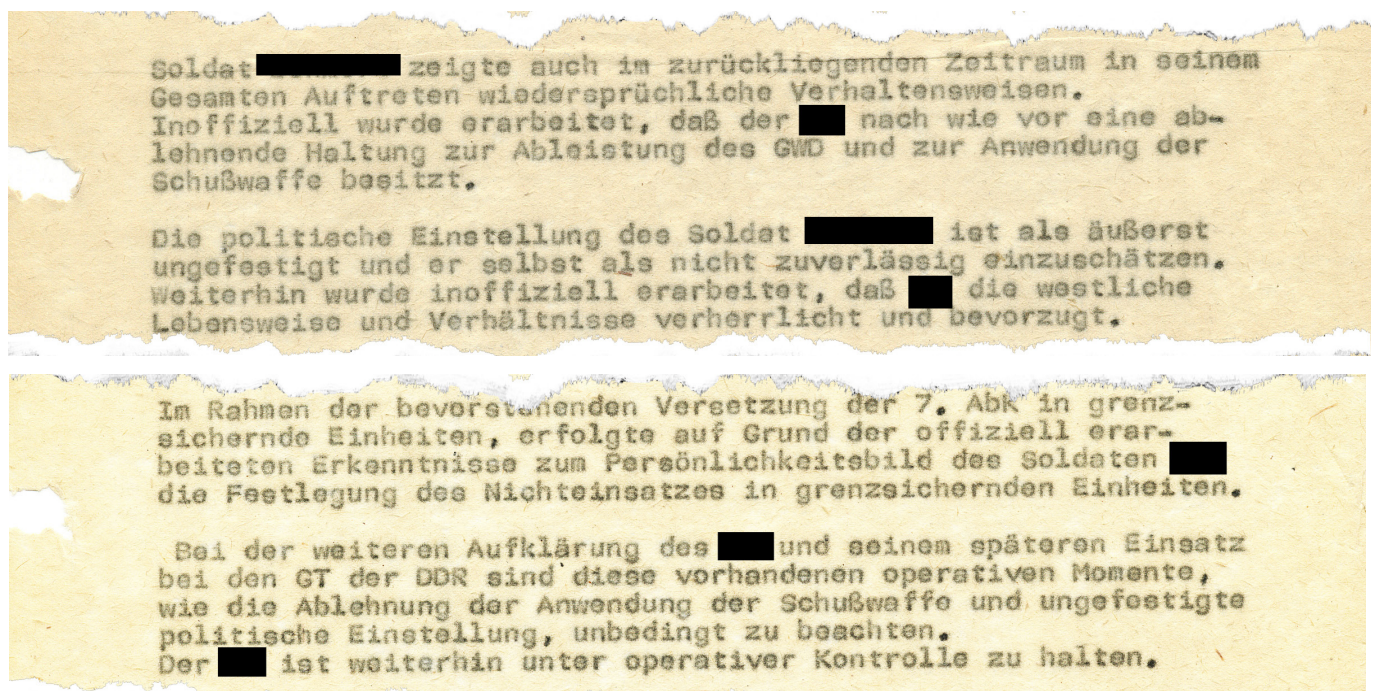 Soldat zeigte auch im zurückliegenden Zeitraum in seinem
Gesamten Auftreten wiedersprüchliche Verhaltensweisen.
Inoffiziell wurde erarbeitet, daß der nach wie vor eine ab-
lehnende Haltung zur Ableistung des GWD und zur Anwendung der
Schußwaffe besitzt.
Die politische Einstellung des Soldat ist als äußerst
ungefestigt und er selbst als nicht zuverlässig einzuschätzen.
Weiterhin wurde inoffiziell erarbeitet, daß die westliche
Lebensweise und Verhältnisse verherrlicht und bevorzugt.
Im Rahmen der bevorstehenden Versetzung der 7. Abk in grenz-
sichernde Einheiten, erfolgte auf Grund der offiziell erar-
beiteten Erkenntnisse zum Persönlichkeitsbild des Soldaten
die Festlegung des Nichteinsatzes in grenzsichernden Einheiten.
Bei der weiteren Aufklärung des und seinem späteren Einsatz
bei den GT der DDR sind diese vorhandenen operativen Momente,
wie die Ablehnung der Anwendung der Schußwaffe und ungefestigte
politische Einstellung, unbedingt zu beachten.
Der ist weiterhin unter operativer Kontrolle zu halten.